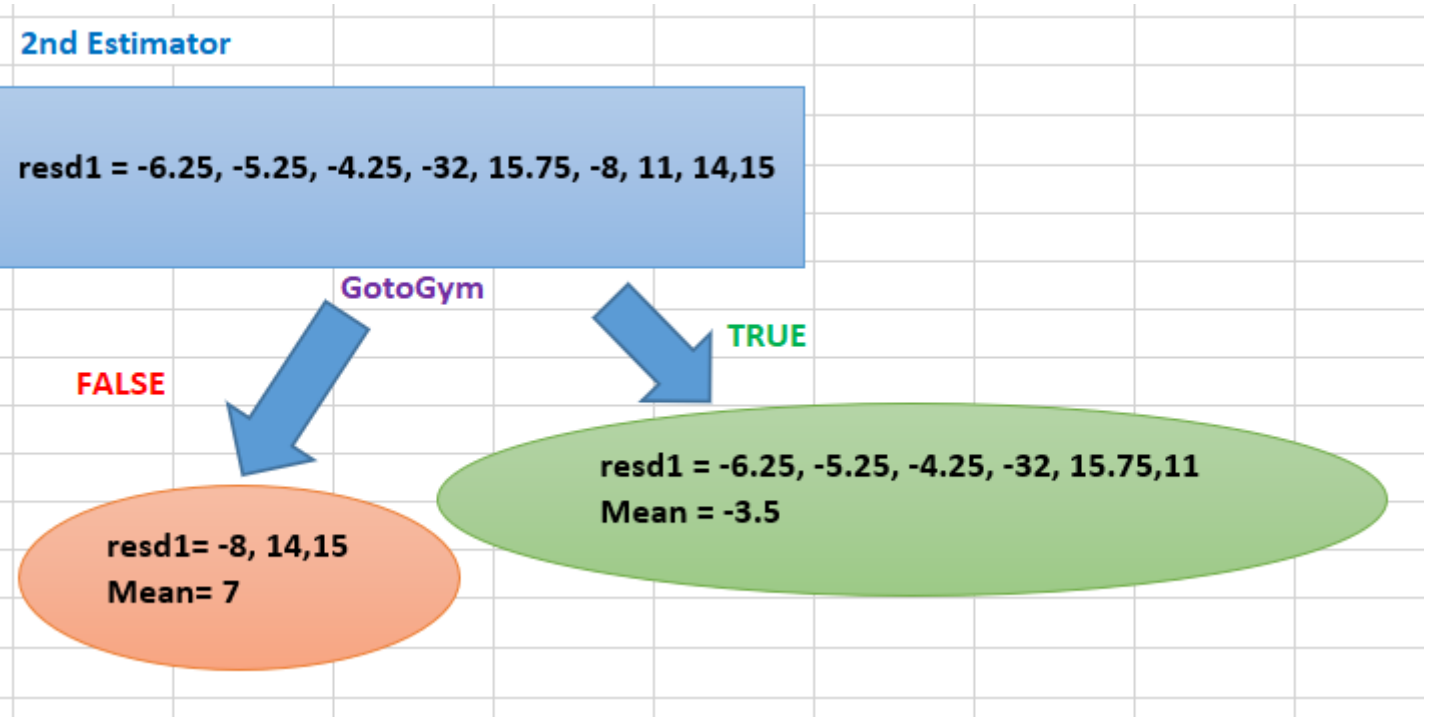 2nd Estimator
resd1 = -6.25, -5.25, -4.25, -32, 15.75, -8, 11, 14,15
GotoGym
TRUE
FALSE
resd1 = -6.25, -5.25, -4.25, -32, 15.75,11
Mean = -3.5
resd1= -8, 14,15
Mean= 7